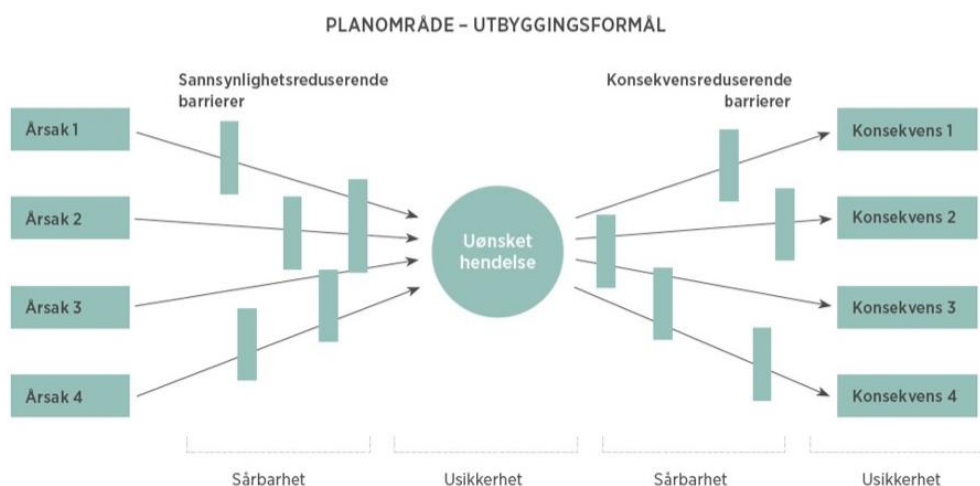 PLANOMRÅDE – UTBYGGINGSFORMÅL
Sannsynlighetsreduserende
barrierer
Konsekvensreduserende
barrierer
Årsak 1
Årsak 2
Årsak 3
Årsak 4
Uønsket
hendelse
Konsekvens 1
Konsekvens 2
Konsekvens 3
Konsekvens 4
Sårbarhet
Usikkerhet
Sårbarhet
Usikkerhet